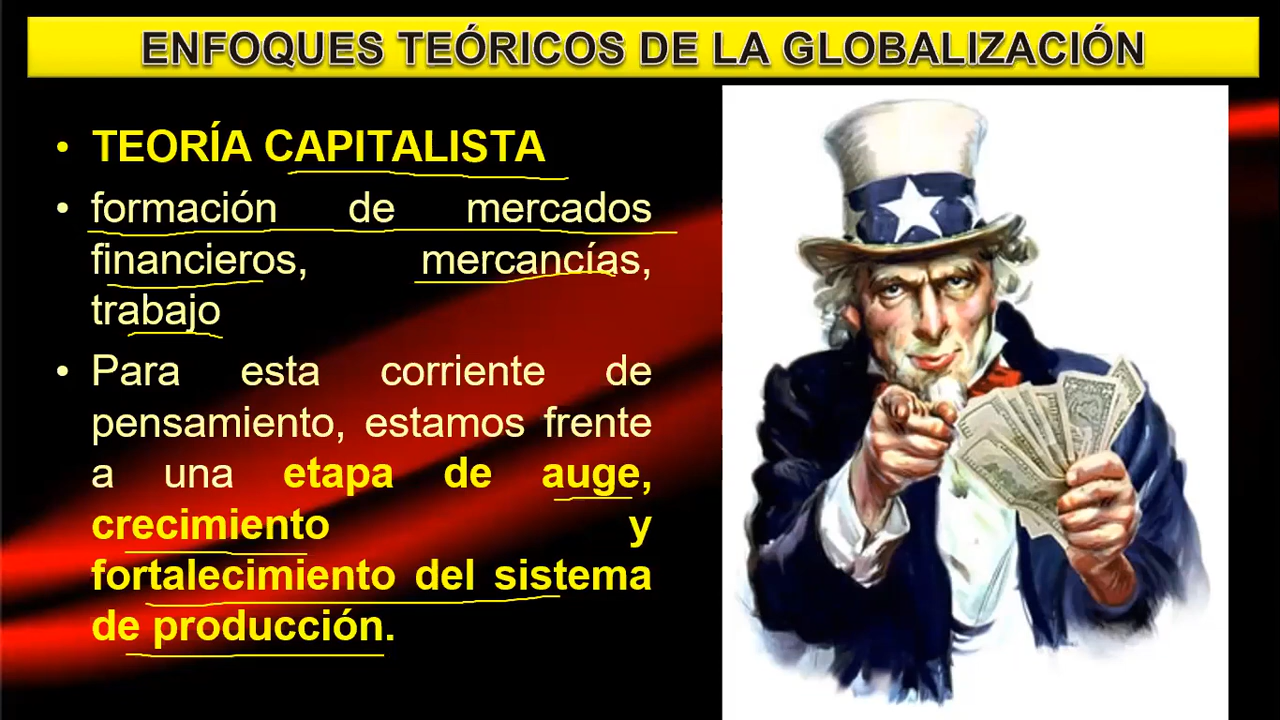 ENFOQUES TEÓRICOS DE LA GLOBALIZACIÓN
• TEORÍA CAPITALISTA
• formación de mercados
financieros, mercancías,
trabajo
• Para esta corriente de
pensamiento, estamos frente
a una etapa de auge,
crecimiento y
fortalecimiento del sistema
de producción.